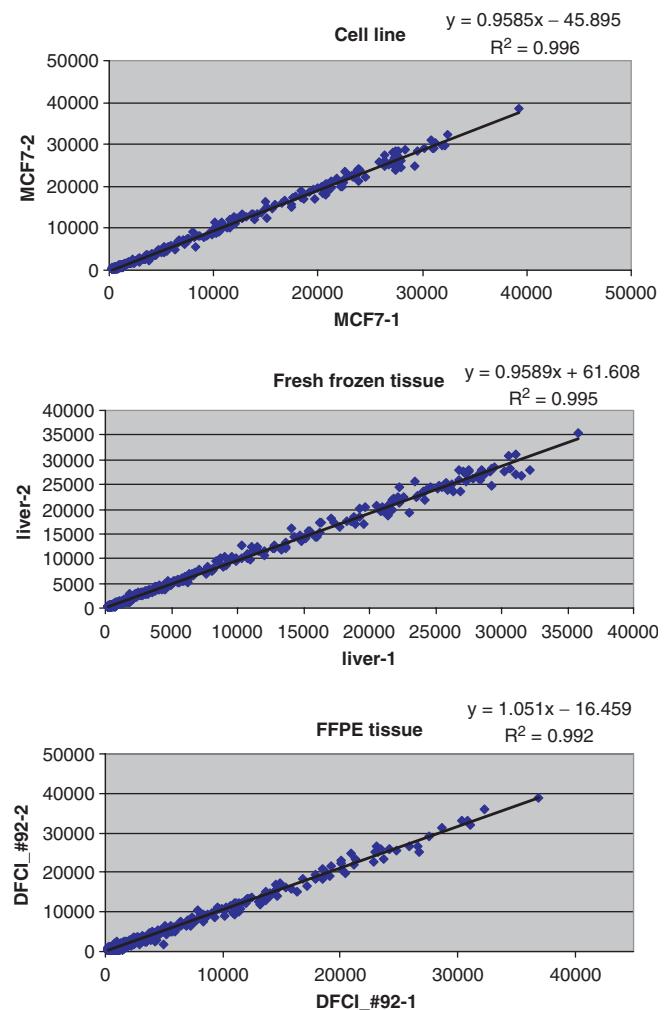 Cell line
y = 0.9585x − 45.895
R² = 0.996
50000
40000
30000
20000
10000
0
MCF7-2
0 10000 20000 30000 40000 50000
MCF7-1
Fresh frozen tissue
y = 0.9589x + 61.608
R² = 0.995
40000
35000
30000
25000
20000
15000
10000
5000
0
liver-2
0 5000 10000 15000 20000 25000 30000 35000 40000
liver-1
FFPE tissue
y = 1.051x − 16.459
R² = 0.992
50000
40000
30000
20000
10000
0
DFCI_#92-2
0 10000 20000 30000 40000
DFCI_#92-1